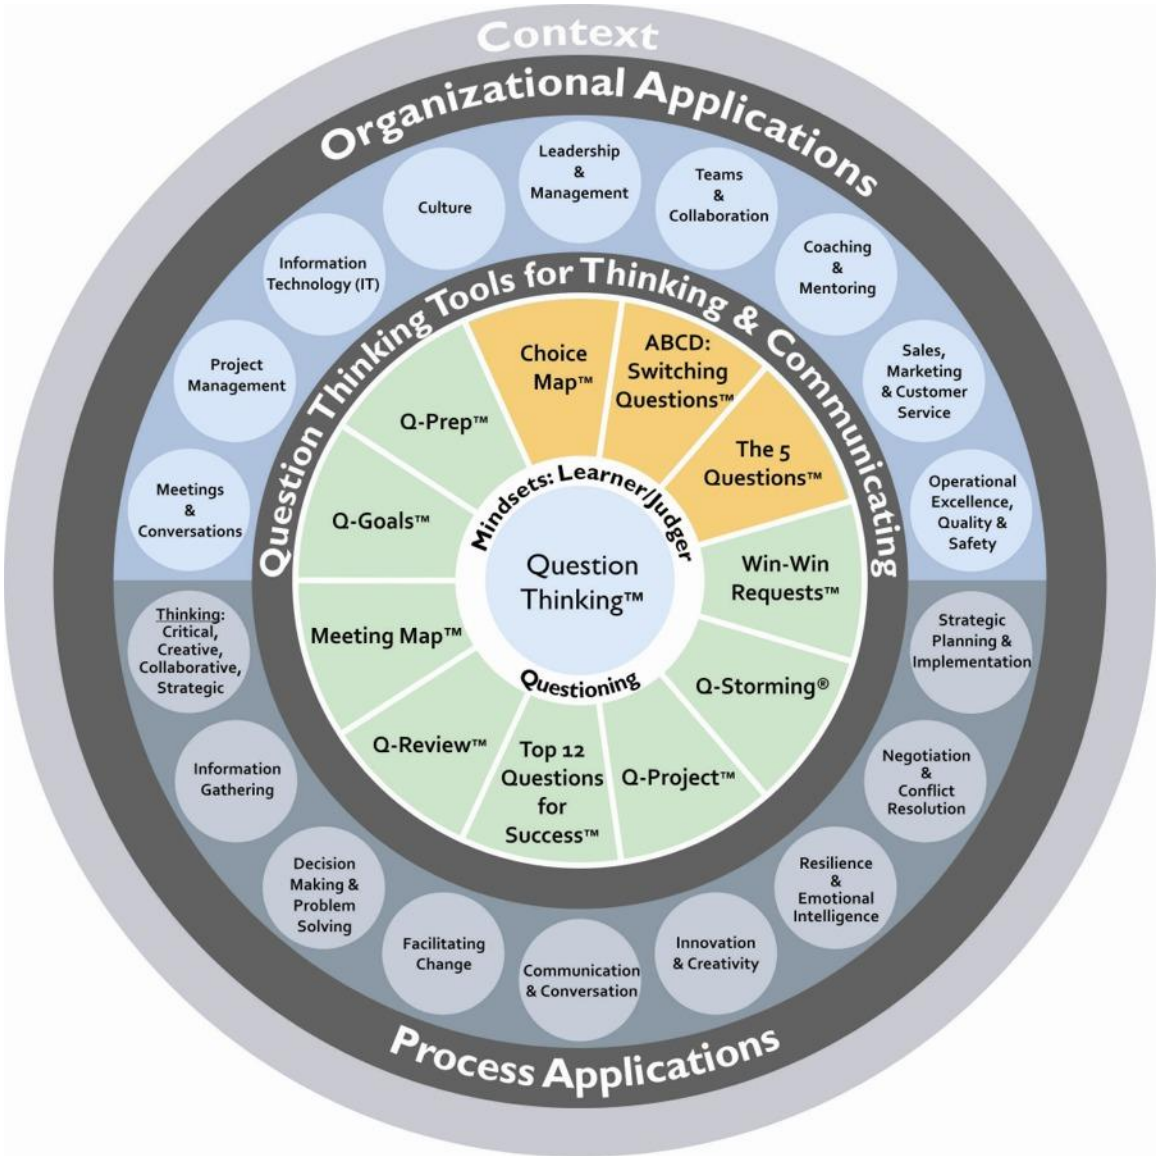 Context
Organizational Applications
Leadership
&
Management
Teams
&
Collaboration
Coaching
&
Mentoring
Sales,
Marketing
& Customer
Service
Operational
Excellence,
Quality &
Safety
Culture
Information
Technology (IT)
Project
Management
Meetings
&
Conversations
Question Thinking Tools for Thinking & Communicating
Choice
Map™
ABCD:
Switching
Questions™
The 5
Questions™
Win-Win
Requests™
Q-Storming®
Q-Project™
Top 12
Questions
for
Success™
Q-Review™
Meeting Map™
Q-Goals™
Q-Prep™
Mindsets: Learner/Judger
Question
Thinking™
Questioning
Thinking:
Critical,
Creative,
Collaborative,
Strategic
Information
Gathering
Decision
Making &
Problem
Solving
Facilitating
Change
Communication
& Conversation
Innovation
& Creativity
Resilience
&
Emotional
Intelligence
Negotiation
&
Conflict
Resolution
Strategic
Planning &
Implementation
Process Applications